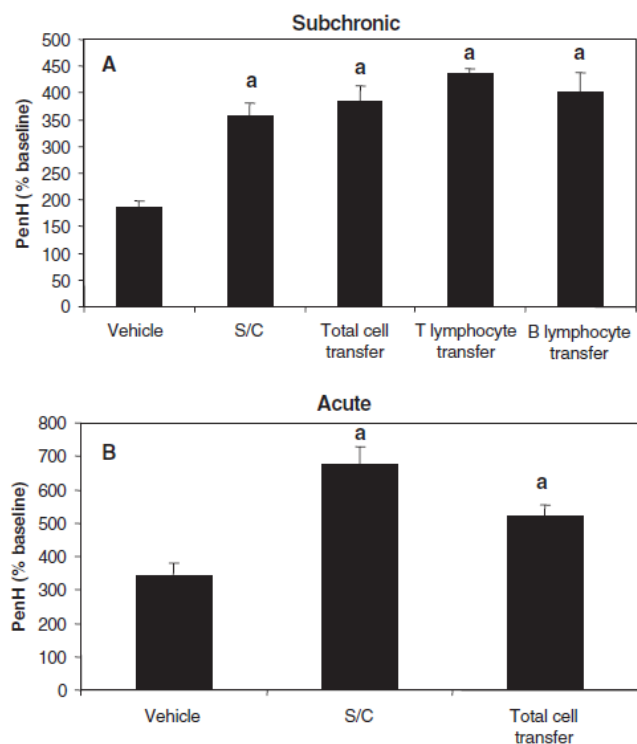 Subchronic
A
PenH (% baseline)
500
450
400
350
300
250
200
150
100
50
0
a
a
a
a
Vehicle
S/C
Total cell
transfer
T lymphocyte
transfer
B lymphocyte
transfer
Acute
B
PenH (% baseline)
800
700
600
500
400
300
200
100
0
a
a
Vehicle
S/C
Total cell
transfer